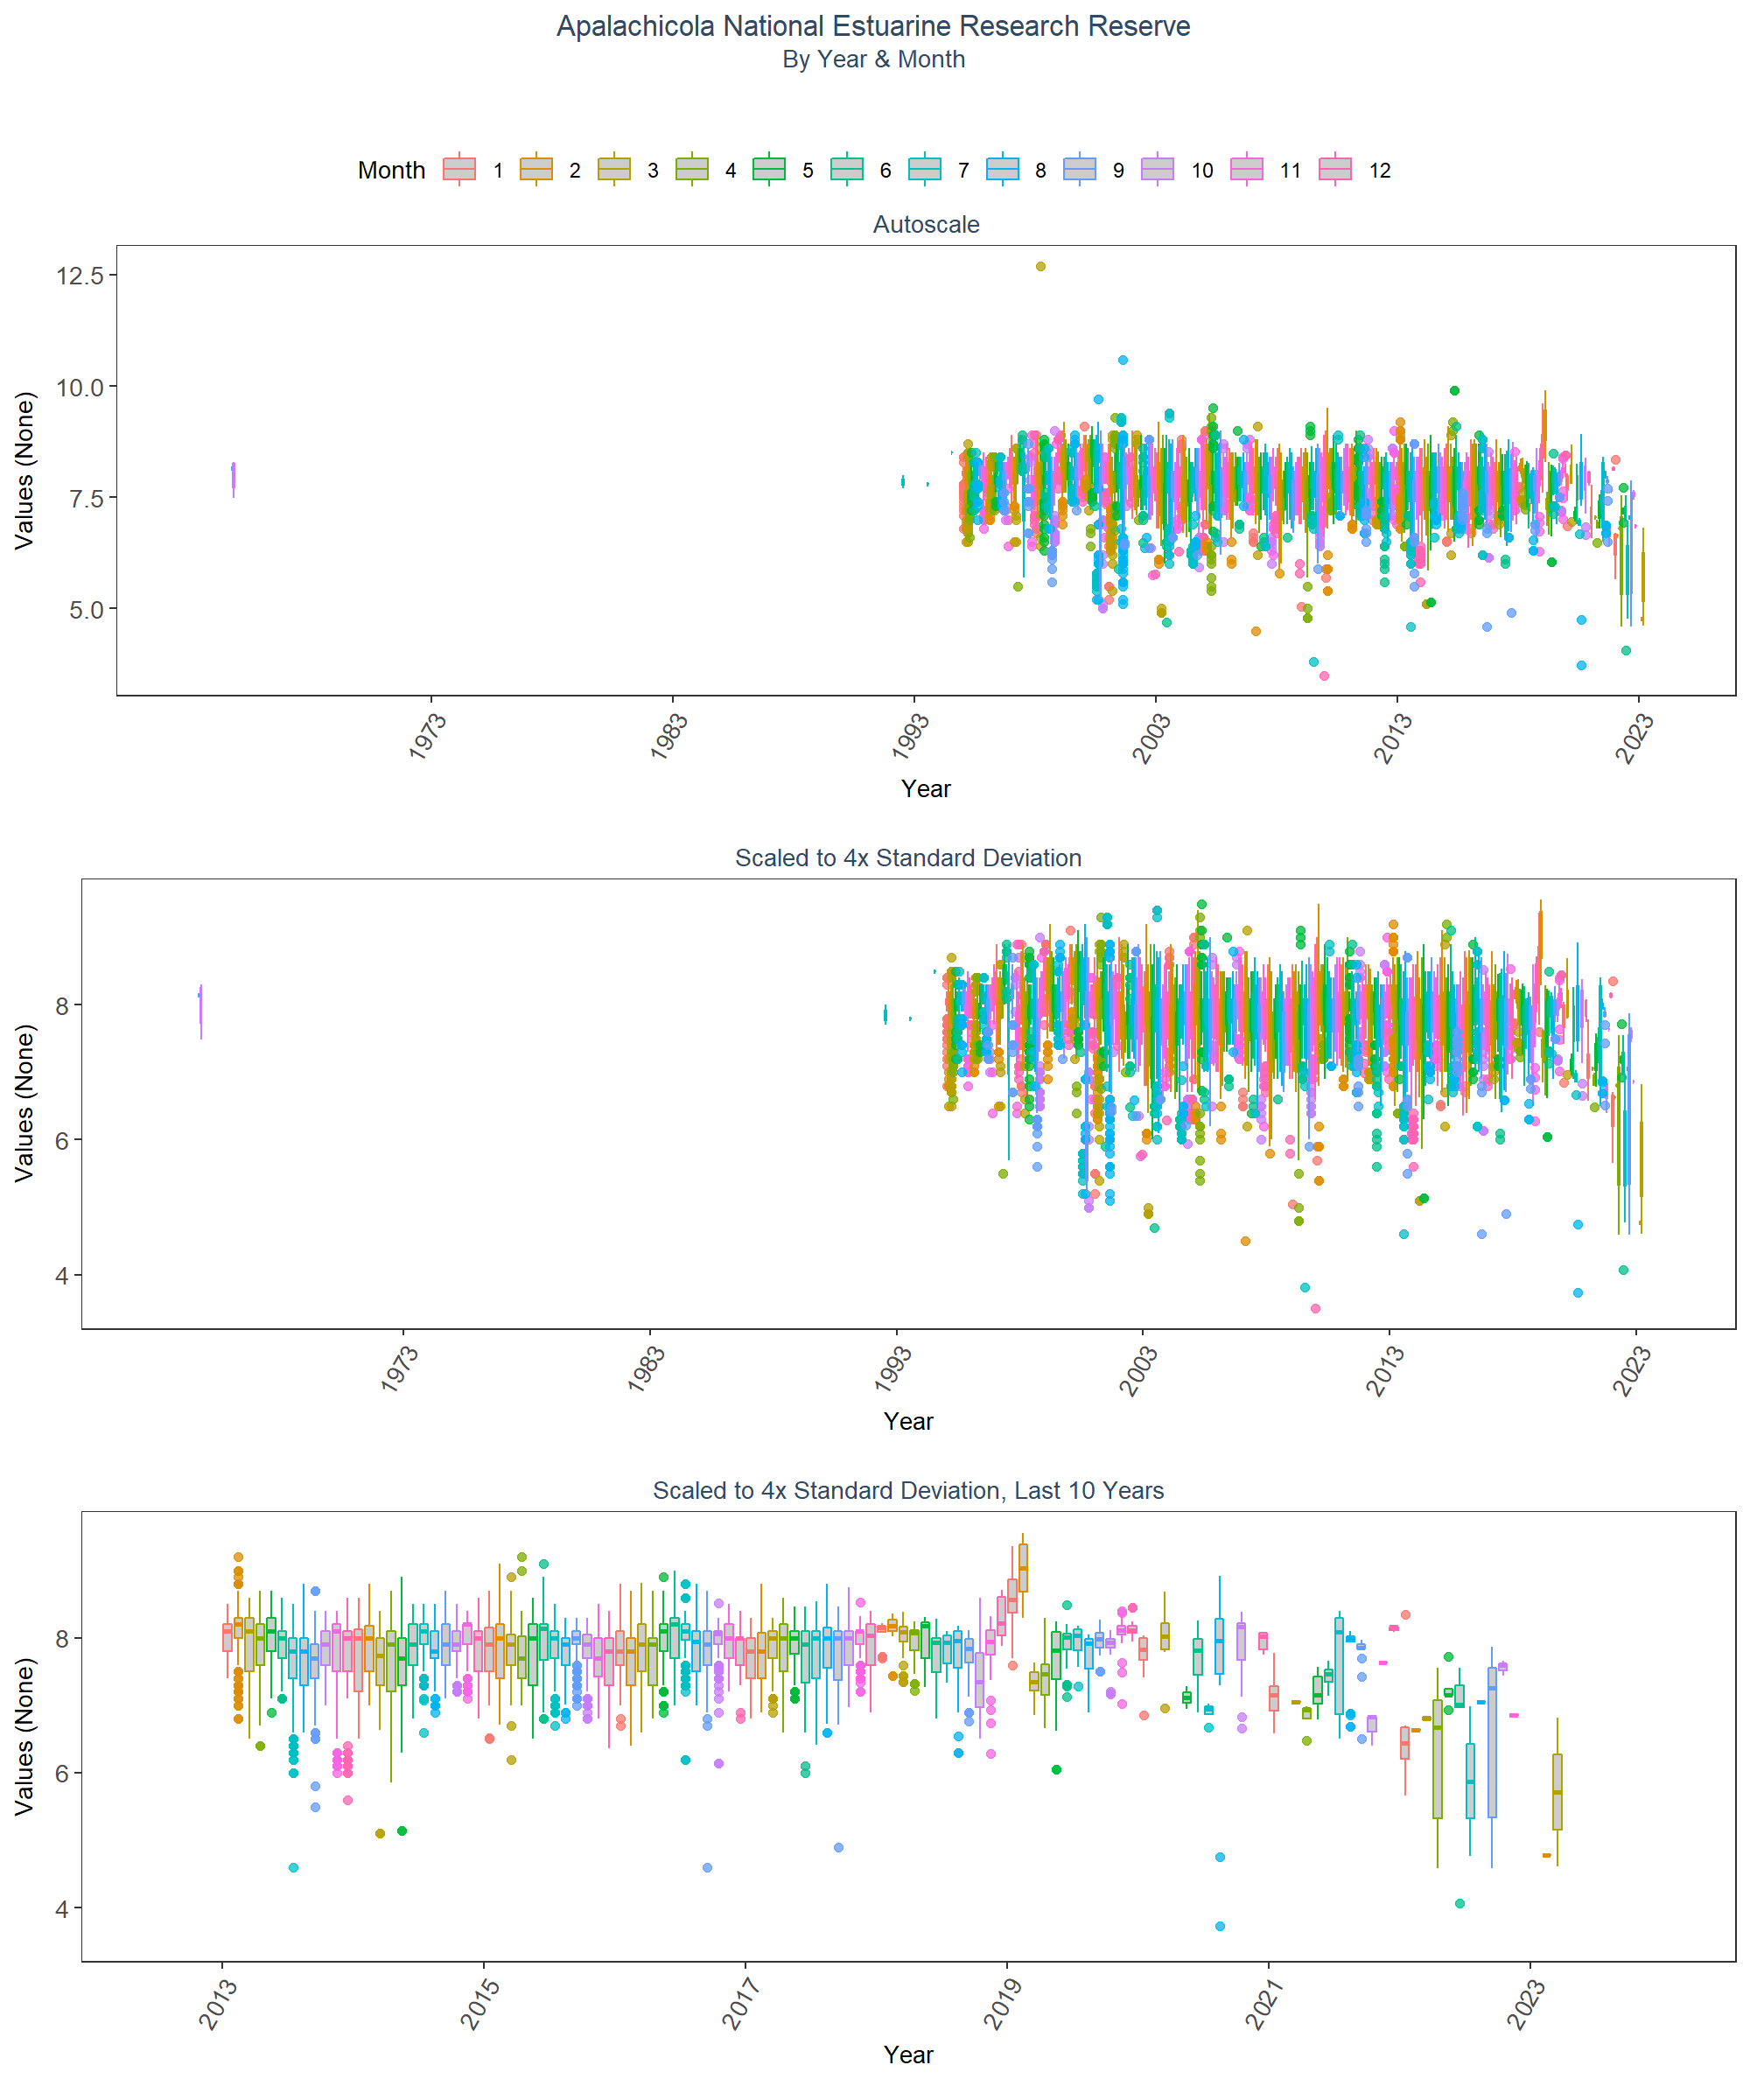 Apalachicola National Estuarine Research Reserve
By Year & Month
Month 1 2 3 4 5 6 7 8 9 10 11 12
Autoscale
Values (None)
12.5
10.0
7.5
5.0
1973 1983 1993 2003 2013 2023
Year
Scaled to 4x Standard Deviation
Values (None)
8
6
4
1973 1983 1993 2003 2013 2023
Year
Scaled to 4x Standard Deviation, Last 10 Years
Values (None)
8
6
4
2013 2015 2017 2019 2021 2023
Year